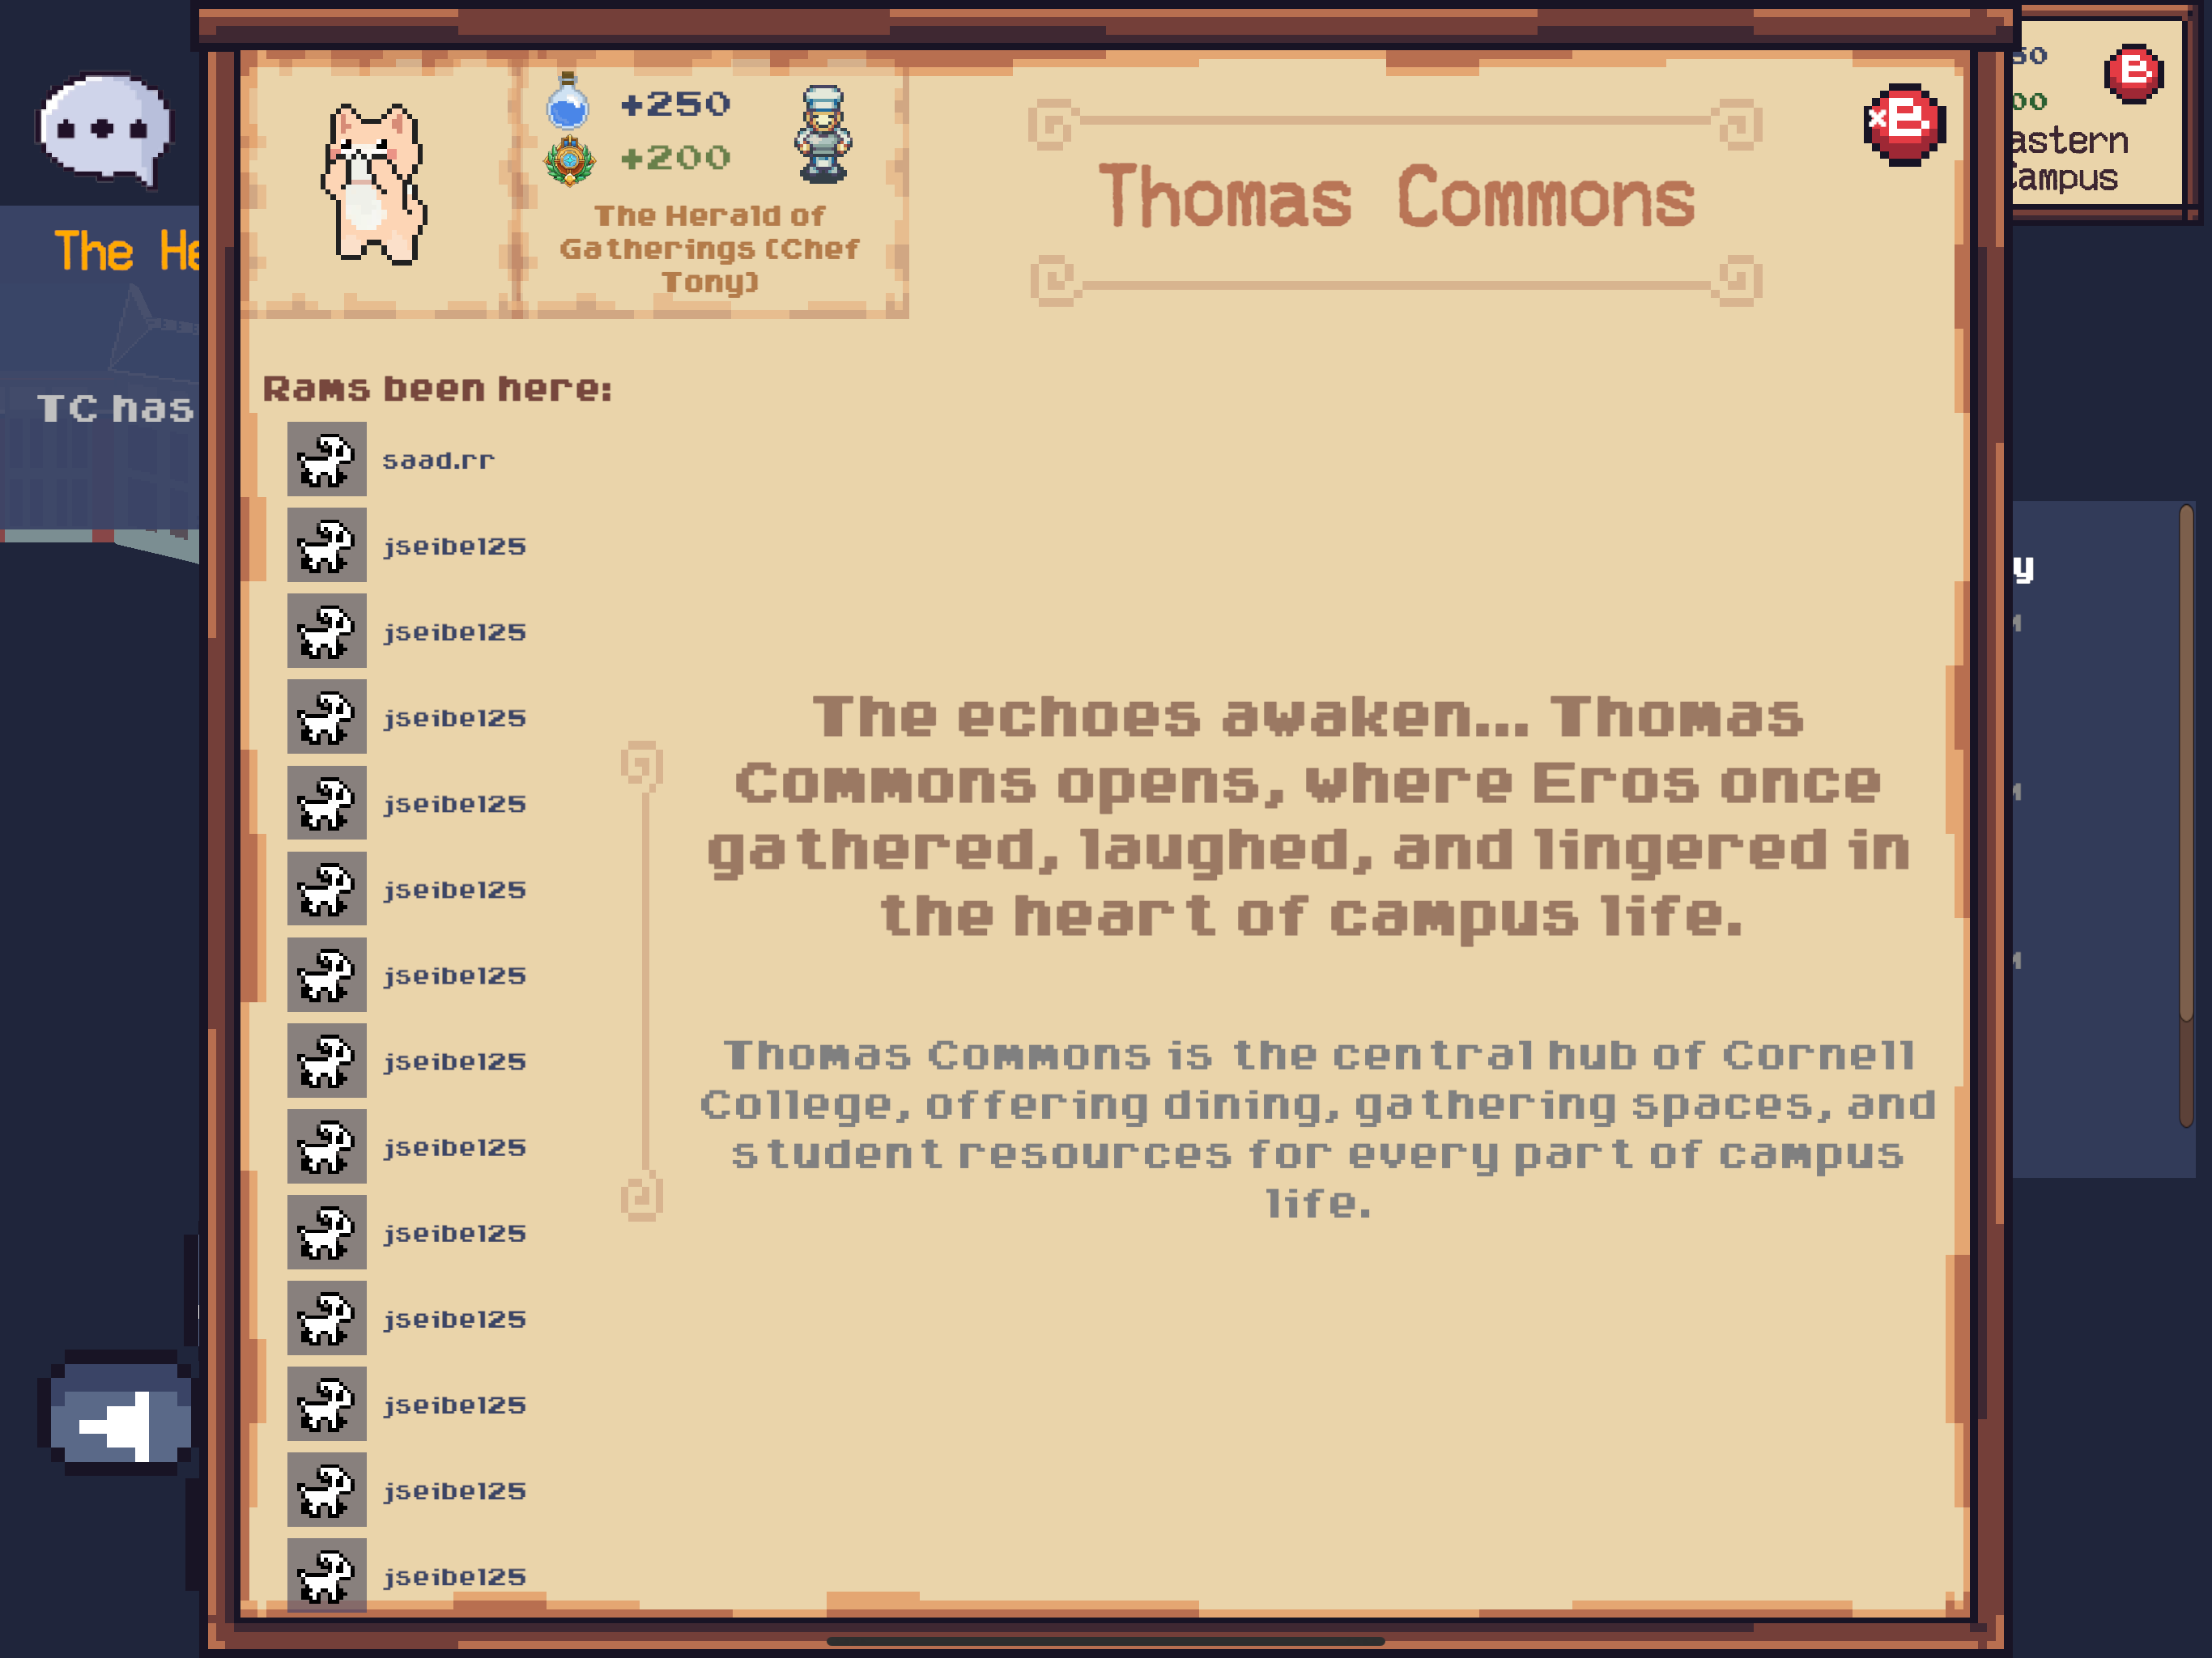 +250
+200
The Herald of
Gatherings (Chef
Tony)
Thomas Commons
50
00
astern
Campus
The He
TC has
y
Rams been here:
saad.rr
jseibel25
jseibel25
jseibel25
jseibel25
jseibel25
jseibel25
jseibel25
jseibel25
jseibel25
jseibel25
jseibel25
jseibel25
jseibel25
The echoes awaken... Thomas
Commons opens, where Eros once
gathered, laughed, and lingered in
the heart of campus life.
Thomas Commons is the central hub of Cornell
College, offering dining, gathering spaces, and
student resources for every part of campus
life.